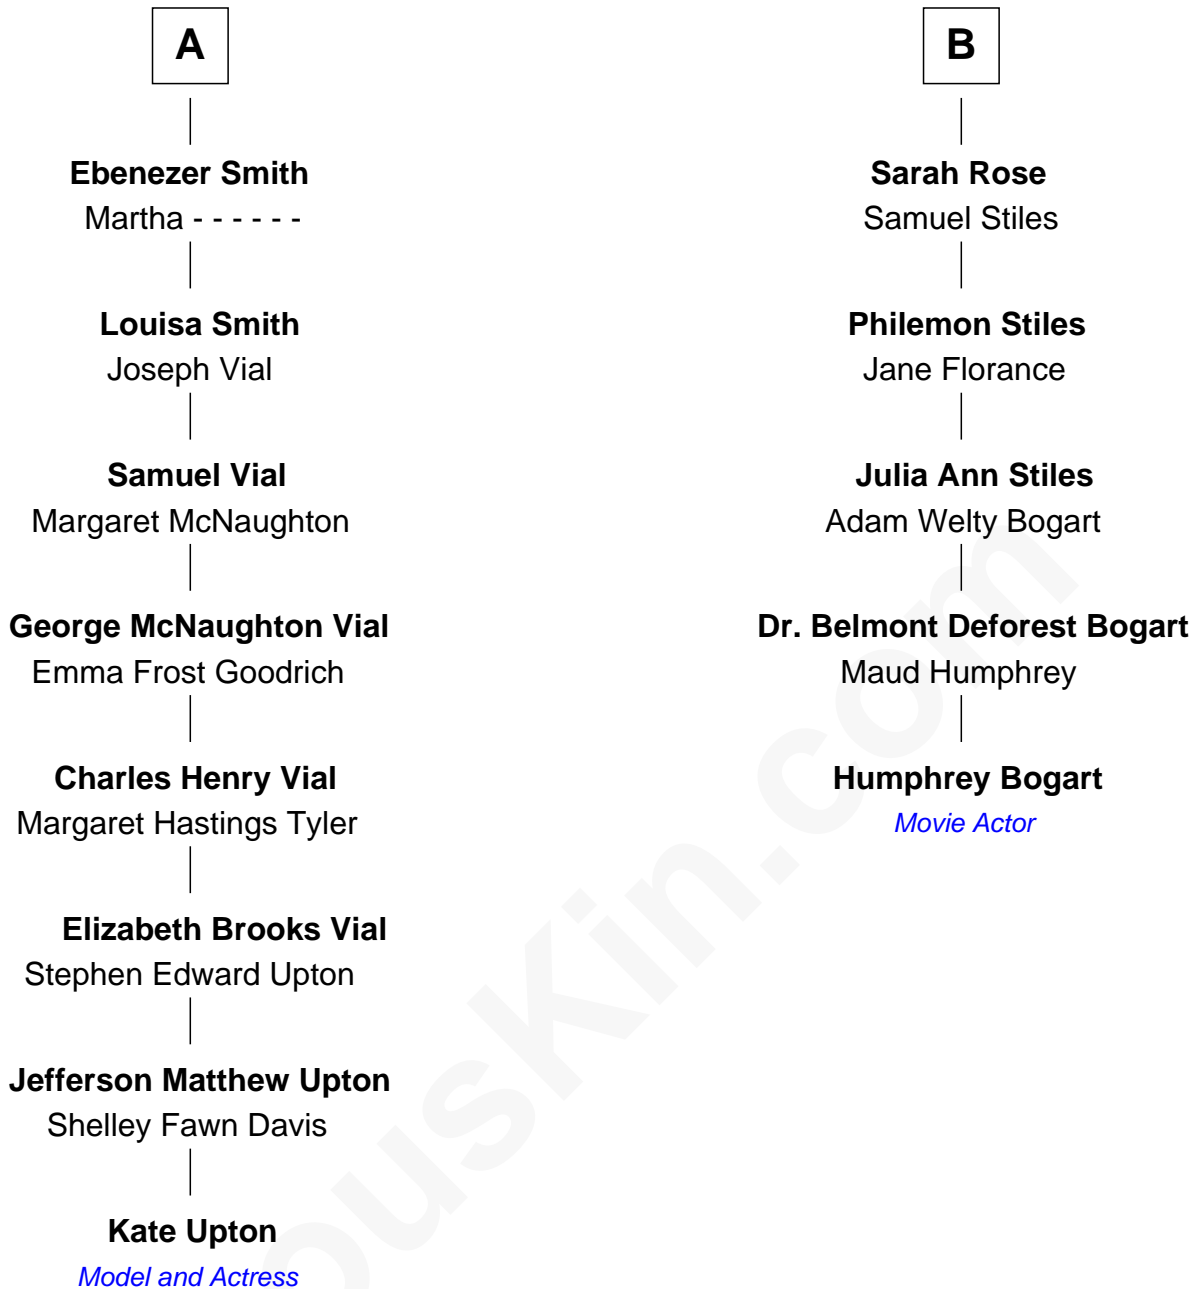 A
Ebenezer Smith
Martha - - - - - -
Louisa Smith
Joseph Vial
Samuel Vial
Margaret McNaughton
George McNaughton Vial
Emma Frost Goodrich
Charles Henry Vial
Margaret Hastings Tyler
Elizabeth Brooks Vial
Stephen Edward Upton
Jefferson Matthew Upton
Shelley Fawn Davis
Kate Upton
Model and Actress
B
Sarah Rose
Samuel Stiles
Philemon Stiles
Jane Florance
Julia Ann Stiles
Adam Welty Bogart
Dr. Belmont Deforest Bogart
Maud Humphrey
Humphrey Bogart
Movie Actor
ousKin.com